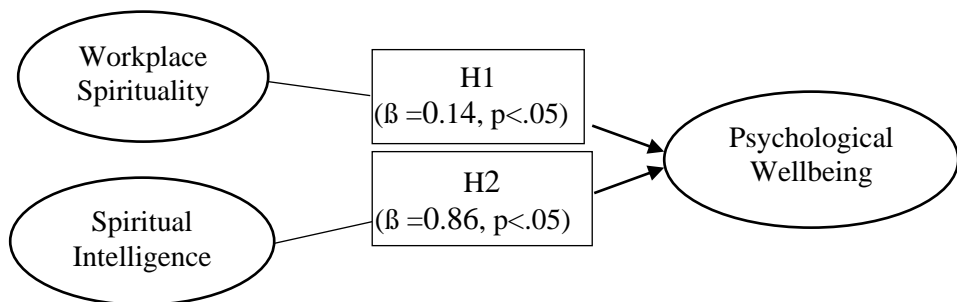 Workplace
Spirituality
H1
(ß =0.14, p<.05)
Psychological
Wellbeing
H2
(ß =0.86, p<.05)
Spiritual
Intelligence